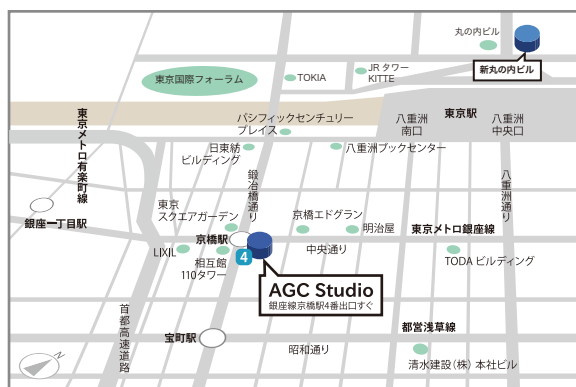 丸の内ビル
新丸の内ビル
JR タワー
KITTE
東京国際フォーラム
TOKIA
東京メトロ有楽町線
パシフィックセンチュリー
プレイス
八重洲
南口
東京駅
八重洲
中央口
日東紡
ビルディング
八重洲ブックセンター
鍛冶橋通り
八重洲通り
東京
スクエアガーデン
京橋エドグラン
明治屋
銀座一丁目駅
京橋駅
東京メトロ銀座線
LIXIL
相互館
110タワー
4
中央通り
TODA ビルディング
AGC Studio
銀座線京橋駅4番出口すぐ
首都高速道路
宝町駅
都営浅草線
昭和通り
清水建設(株) 本社ビル
N